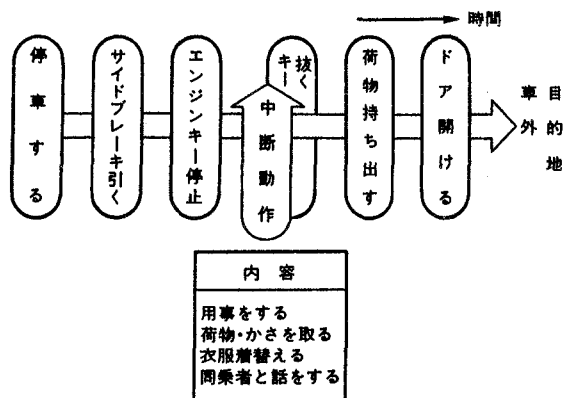 時間
停車する
サイドブレーキ引く
エンジンキー停止
キー抜く
中断動作
荷物持ち出す
ドア開ける
車外
目的地
内容
用事をする
荷物・かさを取る
衣服着替える
同乗者と話をする